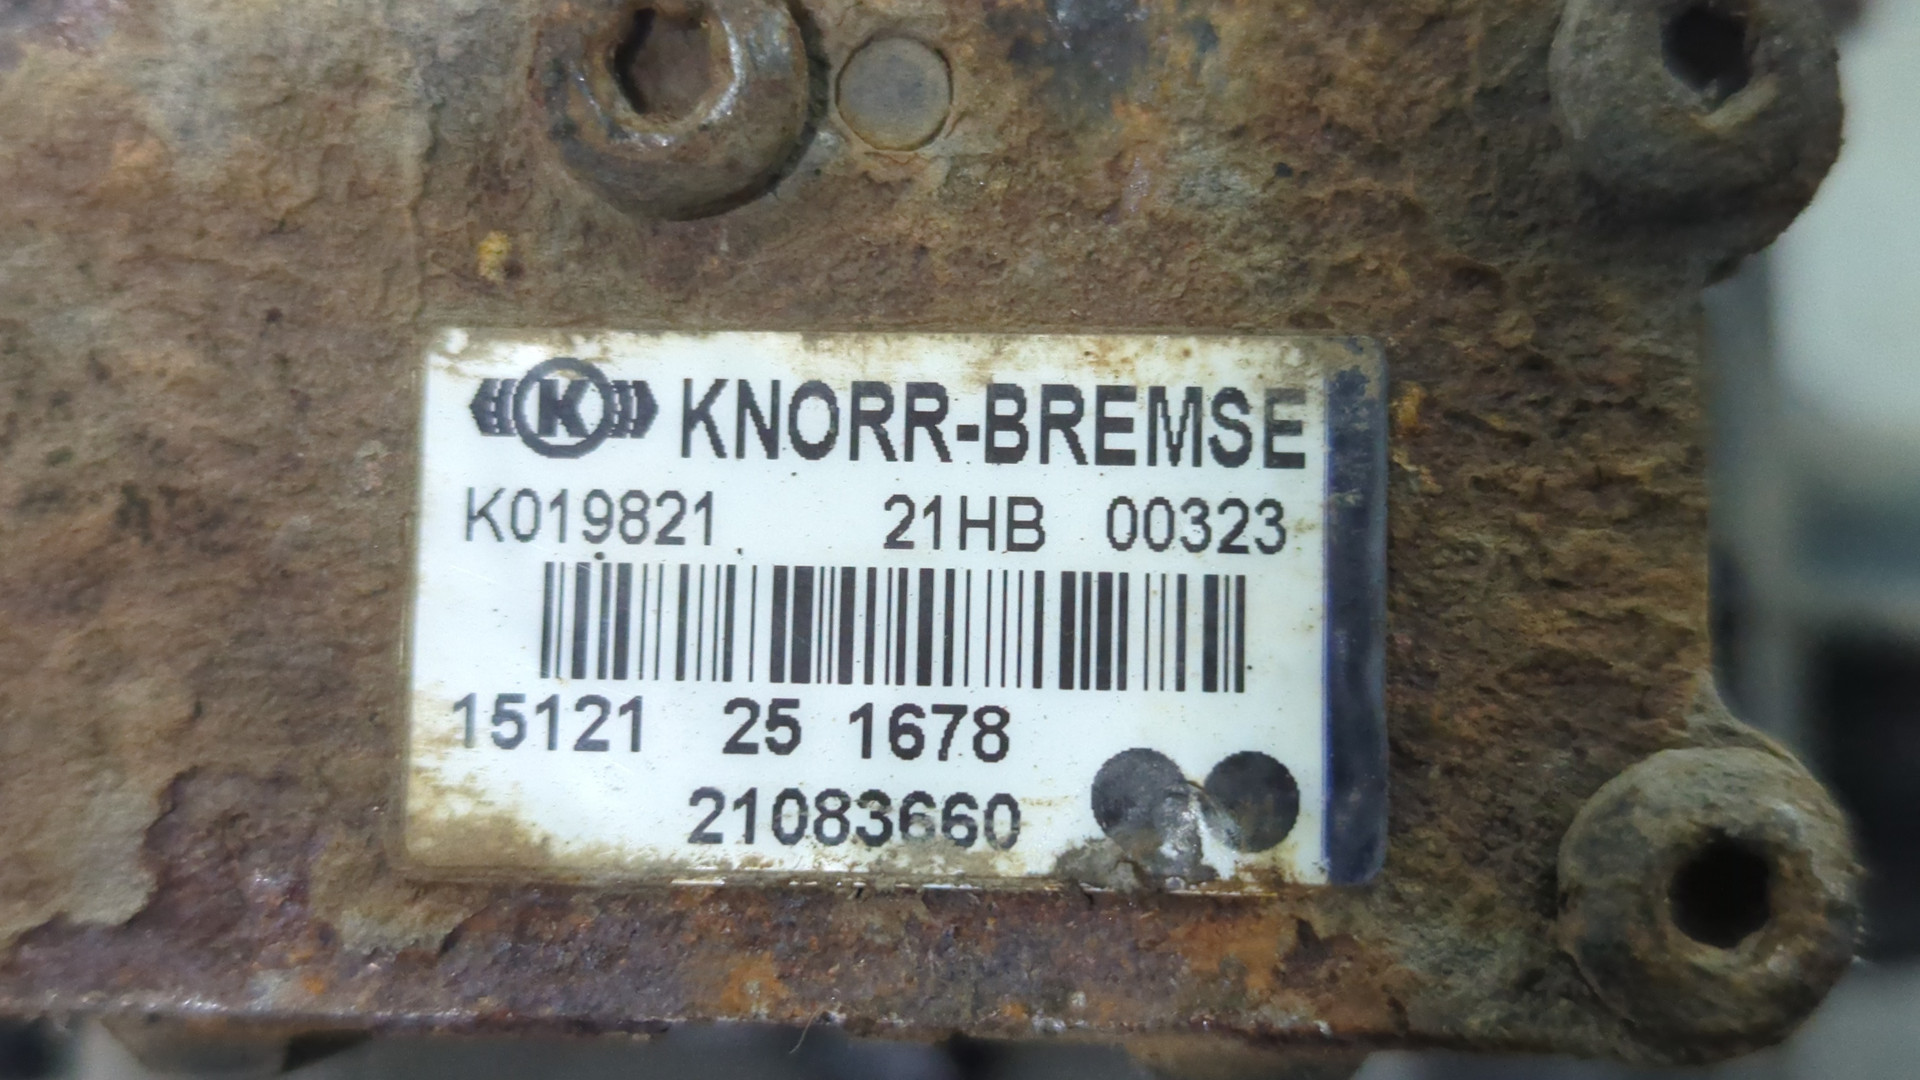 K KNORR-BREMSE
K019821 21HB 00323
15121 25 1678
21083660